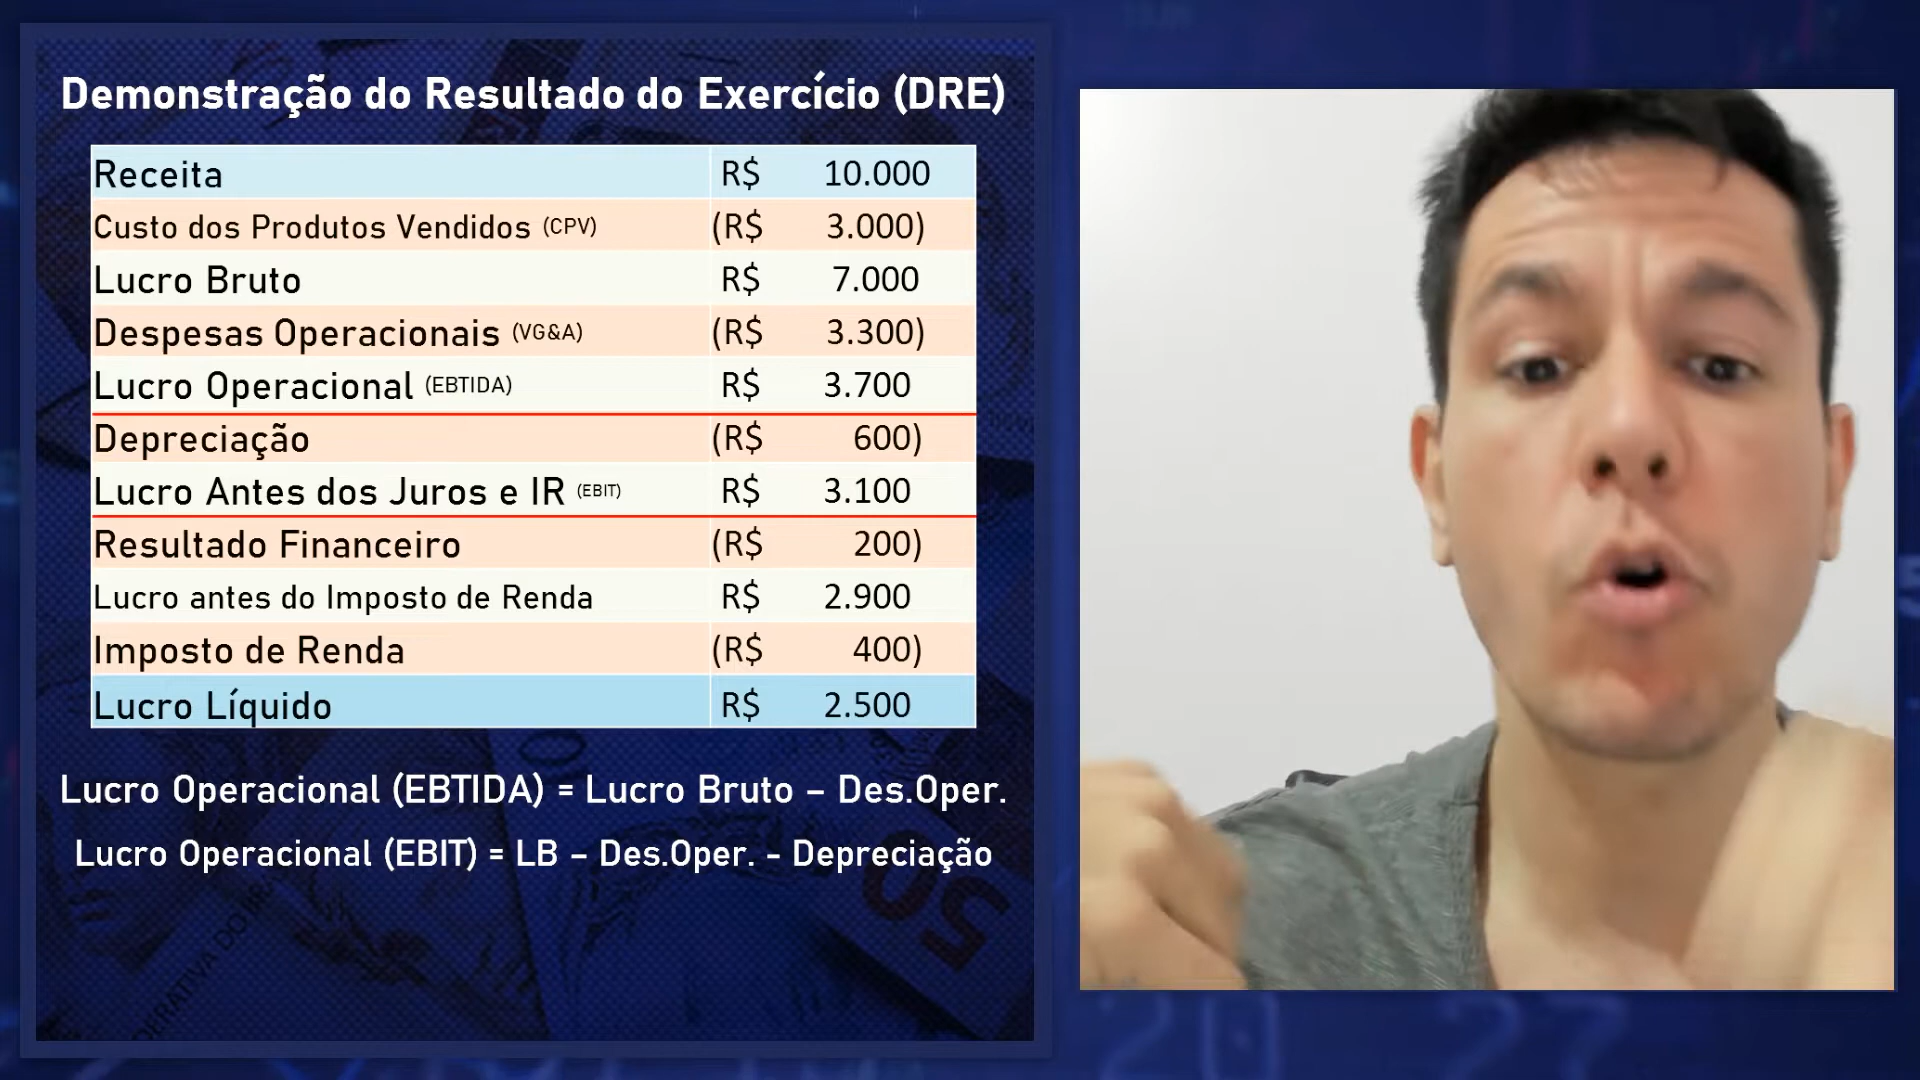 Demonstração do Resultado do Exercício (DRE)
Receita R$ 10.000
Custo dos Produtos Vendidos (CPV) (R$ 3.000)
Lucro Bruto R$ 7.000
Despesas Operacionais (VG&A) (R$ 3.300)
Lucro Operacional (EBTIDA) R$ 3.700
Depreciação (R$ 600)
Lucro Antes dos Juros e IR (EBIT) R$ 3.100
Resultado Financeiro (R$ 200)
Lucro antes do Imposto de Renda R$ 2.900
Imposto de Renda (R$ 400)
Lucro Líquido R$ 2.500
Lucro Operacional (EBTIDA) = Lucro Bruto – Des.Oper.
Lucro Operacional (EBIT) = LB – Des.Oper. - Depreciação
50
20 27